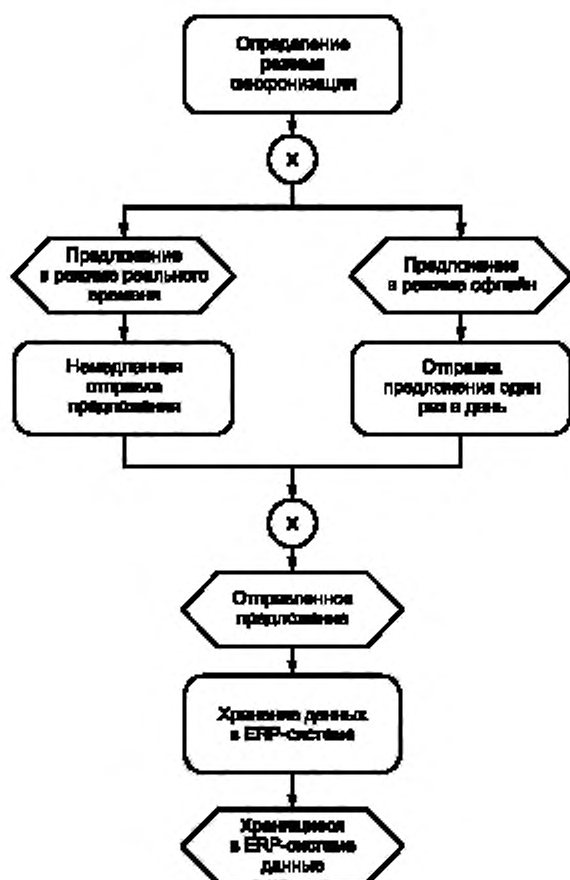 Определение
режима
синхронизации
X
Предложение
в режиме реального
времени
Предложение
в режиме офлайн
Немедленная
отправка
предложения
Отправка
предложения один
раз в день
X
Отправленное
предложение
Хранение данных
в ERP-системе
Хранящиеся
в ERP-системе
данные